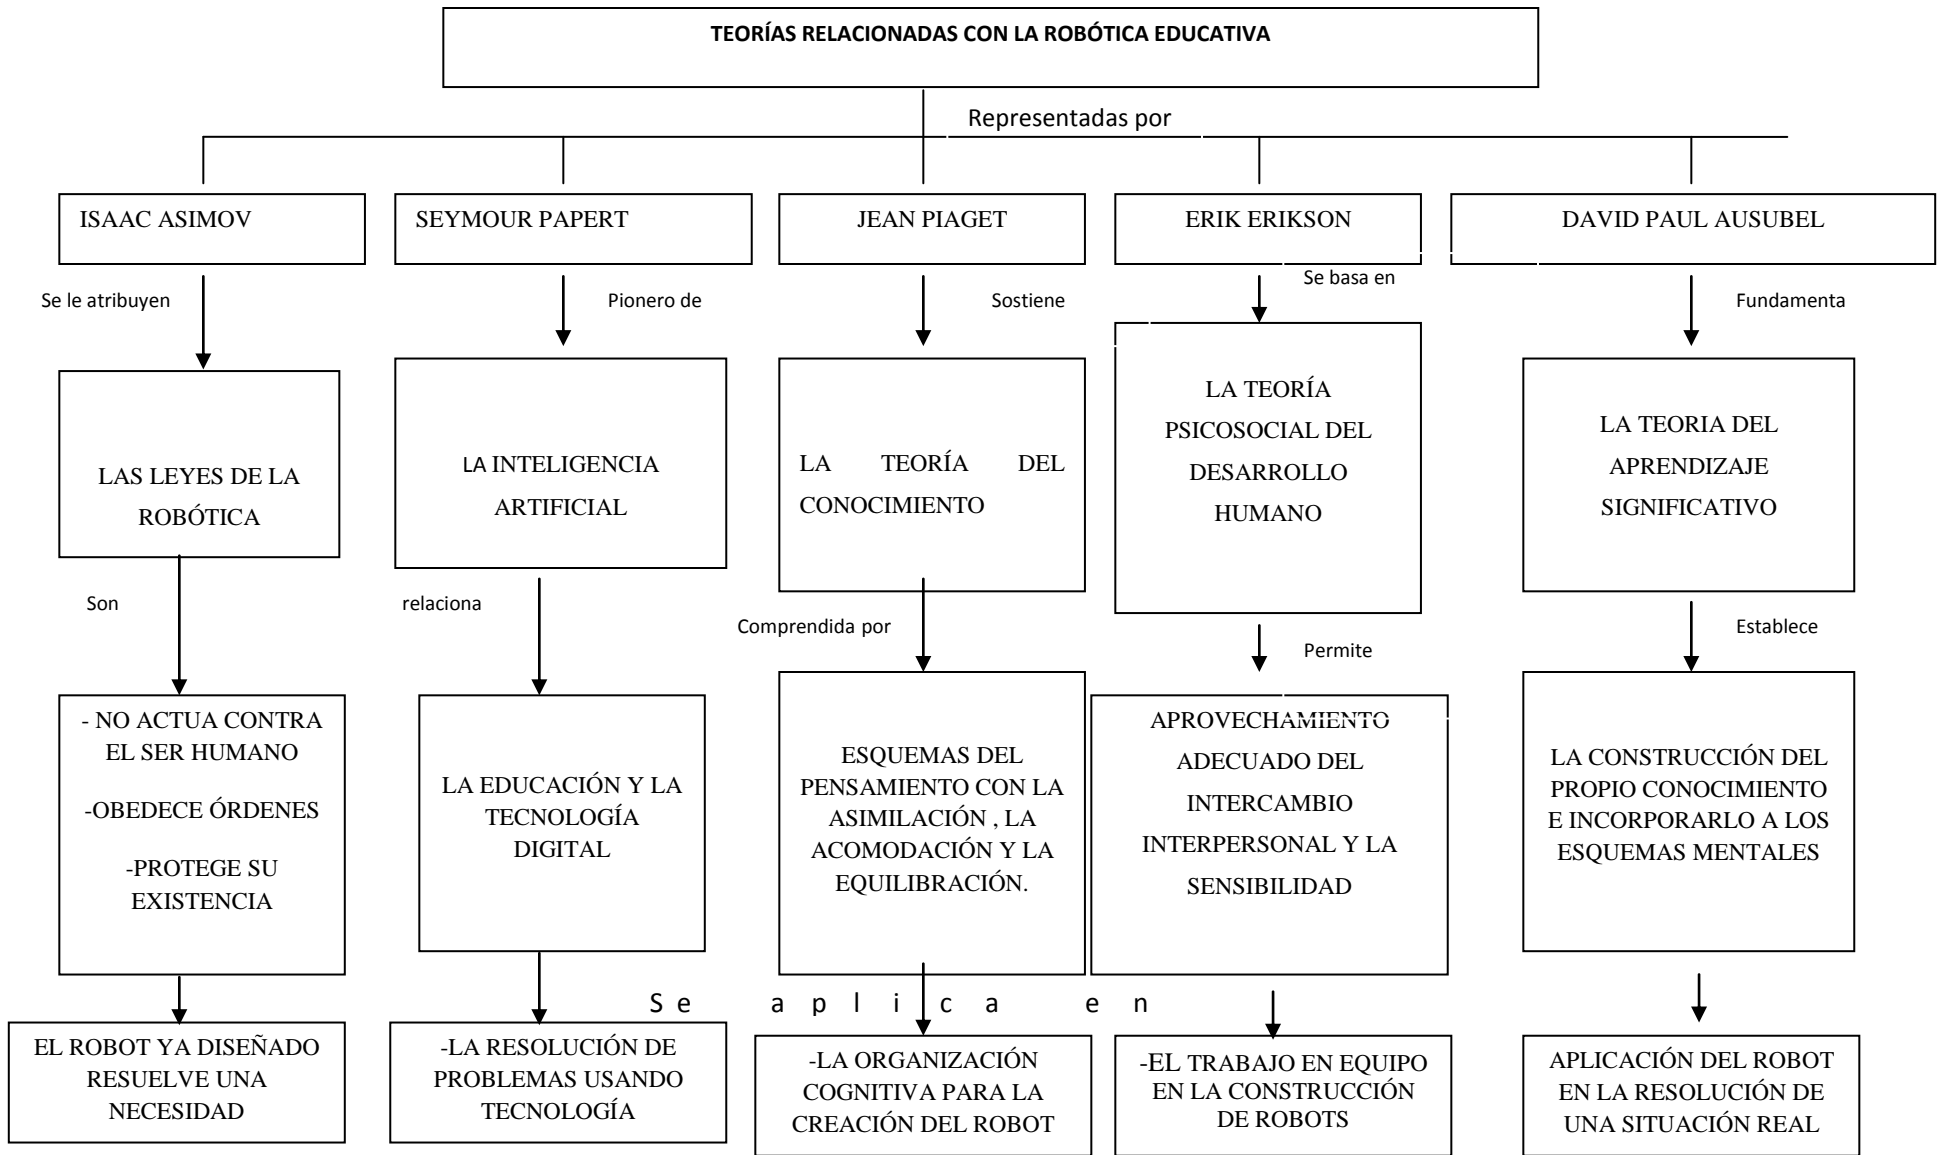 TEORÍAS RELACIONADAS CON LA ROBÓTICA EDUCATIVA
Representadas por
ISAAC ASIMOV
SEYMOUR PAPERT
JEAN PIAGET
ERIK ERIKSON
DAVID PAUL AUSUBEL
Se le atribuyen
Pionero de
Sostiene
Se basa en
Fundamenta
LAS LEYES DE LA
ROBÓTICA
LA INTELIGENCIA
ARTIFICIAL
LA TEORÍA DEL
CONOCIMIENTO
LA TEORÍA
PSICOSOCIAL DEL
DESARROLLO
HUMANO
LA TEORIA DEL
APRENDIZAJE
SIGNIFICATIVO
Son
relaciona
Comprendida por
Permite
Establece
- NO ACTUA CONTRA
EL SER HUMANO
-OBEDECE ÓRDENES
-PROTEGE SU
EXISTENCIA
LA EDUCACIÓN Y LA
TECNOLOGÍA
DIGITAL
ESQUEMAS DEL
PENSAMIENTO CON LA
ASIMILACIÓN , LA
ACOMODACIÓN Y LA
EQUILIBRACIÓN.
APROVECHAMIENTO
ADECUADO DEL
INTERCAMBIO
INTERPERSONAL Y LA
SENSIBILIDAD
LA CONSTRUCCIÓN DEL
PROPIO CONOCIMIENTO
E INCORPORARLO A LOS
ESQUEMAS MENTALES
Se aplica en
EL ROBOT YA DISEÑADO
RESUELVE UNA
NECESIDAD
-LA RESOLUCIÓN DE
PROBLEMAS USANDO
TECNOLOGÍA
-LA ORGANIZACIÓN
COGNITIVA PARA LA
CREACIÓN DEL ROBOT
-EL TRABAJO EN EQUIPO
EN LA CONSTRUCCIÓN
DE ROBOTS
APLICACIÓN DEL ROBOT
EN LA RESOLUCIÓN DE
UNA SITUACIÓN REAL